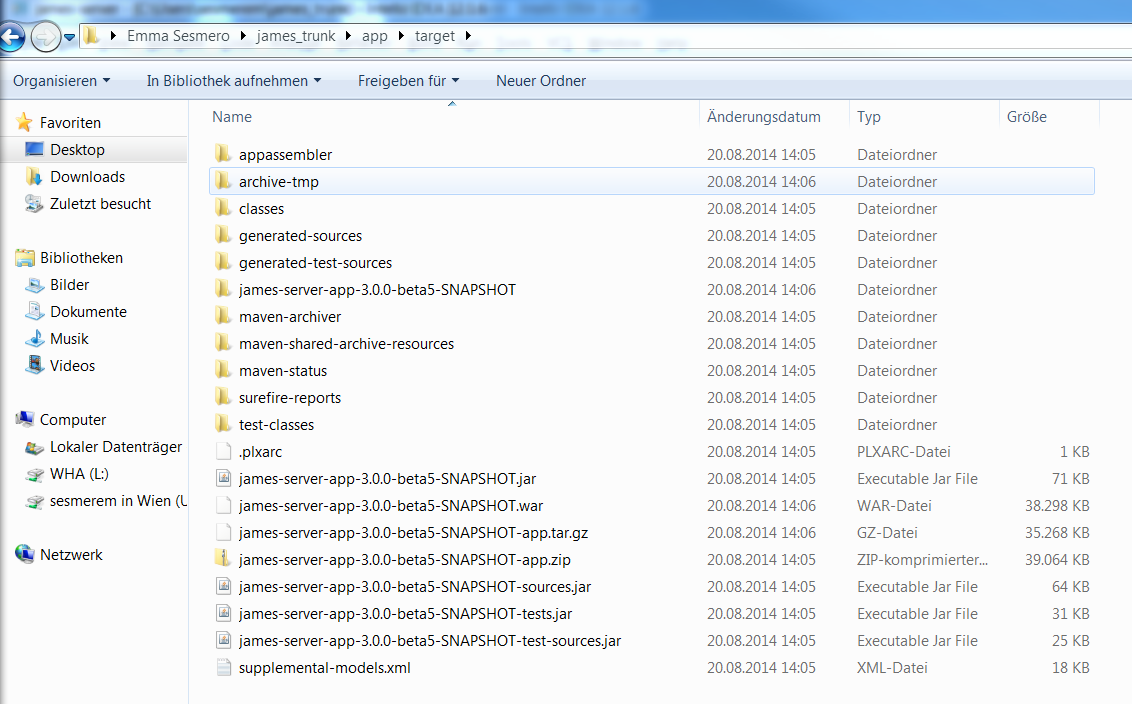 Emma Sesmero james_trunk app target
Organisieren In Bibliothek aufnehmen Freigeben für Neuer Ordner
Favoriten
Desktop
Downloads
Zuletzt besucht
Bibliotheken
Bilder
Dokumente
Musik
Videos
Computer
Lokaler Datenträger
WHA (L:)
sesmerem in Wien (U
Netzwerk
Name Änderungsdatum Typ Größe
appassembler 20.08.2014 14:05 Dateiordner
archive-tmp 20.08.2014 14:06 Dateiordner
classes 20.08.2014 14:05 Dateiordner
generated-sources 20.08.2014 14:05 Dateiordner
generated-test-sources 20.08.2014 14:05 Dateiordner
james-server-app-3.0.0-beta5-SNAPSHOT 20.08.2014 14:06 Dateiordner
maven-archiver 20.08.2014 14:05 Dateiordner
maven-shared-archive-resources 20.08.2014 14:05 Dateiordner
maven-status 20.08.2014 14:05 Dateiordner
surefire-reports 20.08.2014 14:05 Dateiordner
test-classes 20.08.2014 14:05 Dateiordner
.plxarc 20.08.2014 14:05 PLXARC-Datei 1 KB
james-server-app-3.0.0-beta5-SNAPSHOT.jar 20.08.2014 14:05 Executable Jar File 71 KB
james-server-app-3.0.0-beta5-SNAPSHOT.war 20.08.2014 14:06 WAR-Datei 38.298 KB
james-server-app-3.0.0-beta5-SNAPSHOT-app.tar.gz 20.08.2014 14:06 GZ-Datei 35.268 KB
james-server-app-3.0.0-beta5-SNAPSHOT-app.zip 20.08.2014 14:06 ZIP-komprimierter... 39.064 KB
james-server-app-3.0.0-beta5-SNAPSHOT-sources.jar 20.08.2014 14:05 Executable Jar File 64 KB
james-server-app-3.0.0-beta5-SNAPSHOT-tests.jar 20.08.2014 14:05 Executable Jar File 31 KB
james-server-app-3.0.0-beta5-SNAPSHOT-test-sources.jar 20.08.2014 14:05 Executable Jar File 25 KB
supplemental-models.xml 20.08.2014 14:05 XML-Datei 18 KB